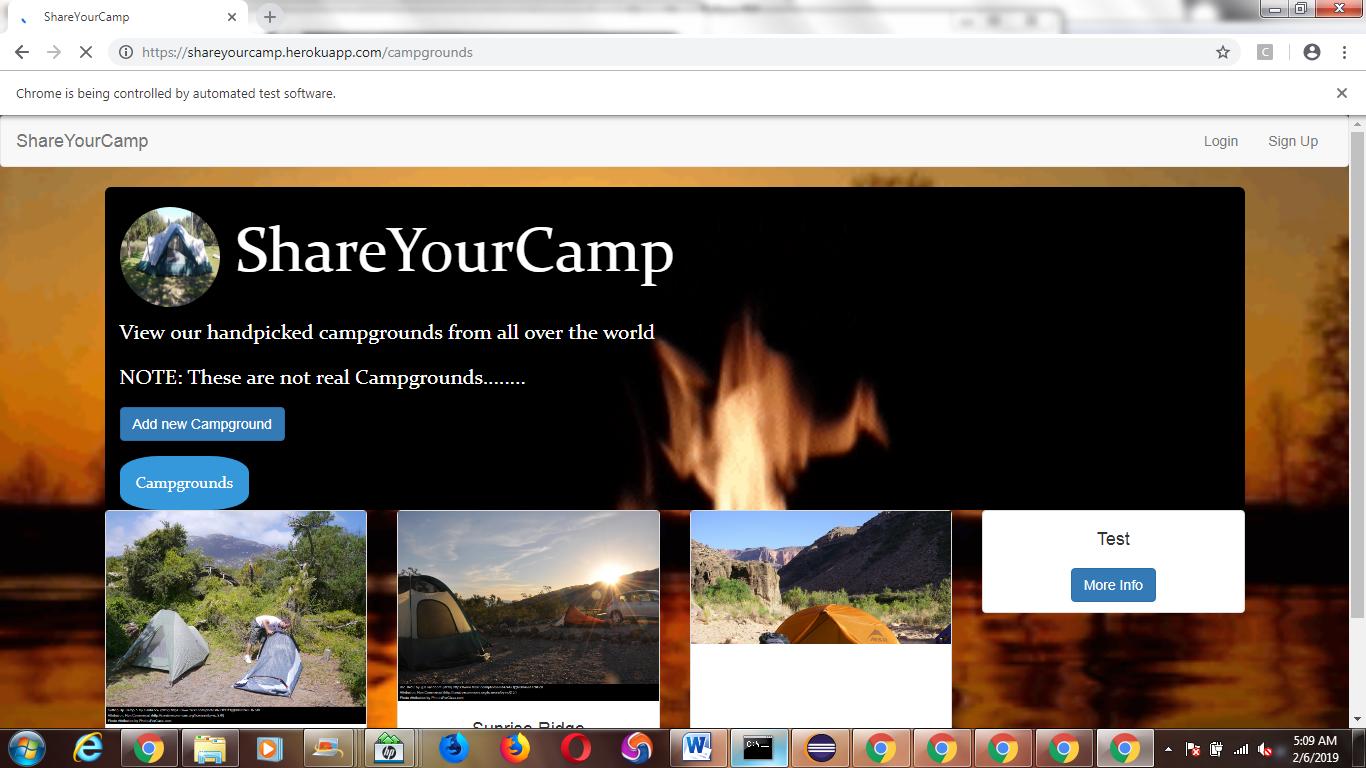 ShareYourCamp
https://shareyourcamp.herokuapp.com/campgrounds
C
Chrome is being controlled by automated test software.
ShareYourCamp
Login
Sign Up
ShareYourCamp
View our handpicked campgrounds from all over the world
NOTE: These are not real Campgrounds........
Add new Campground
Campgrounds
Test
More Info
Sunrise Ridge
5:09 AM
2/6/2019